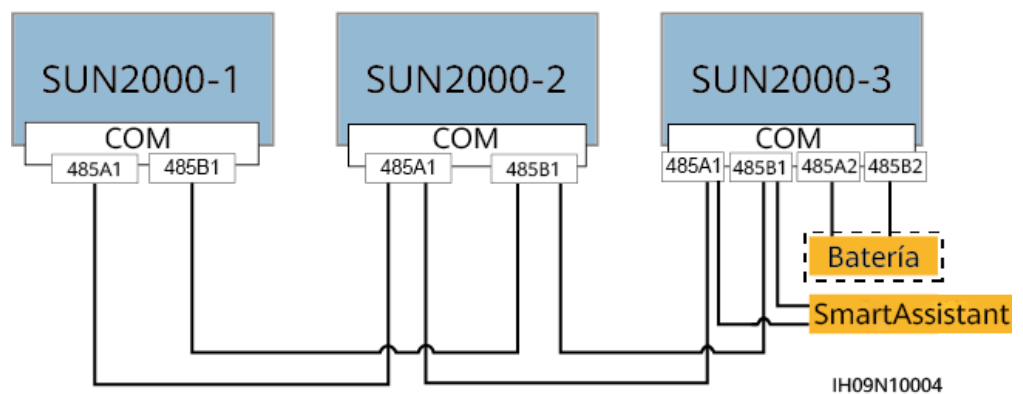 SUN2000-1
SUN2000-2
SUN2000-3
COM
COM
COM
485A1
485B1
485A1
485B1
485A1
485B1
485A2
485B2
Batería
SmartAssistant
IH09N10004